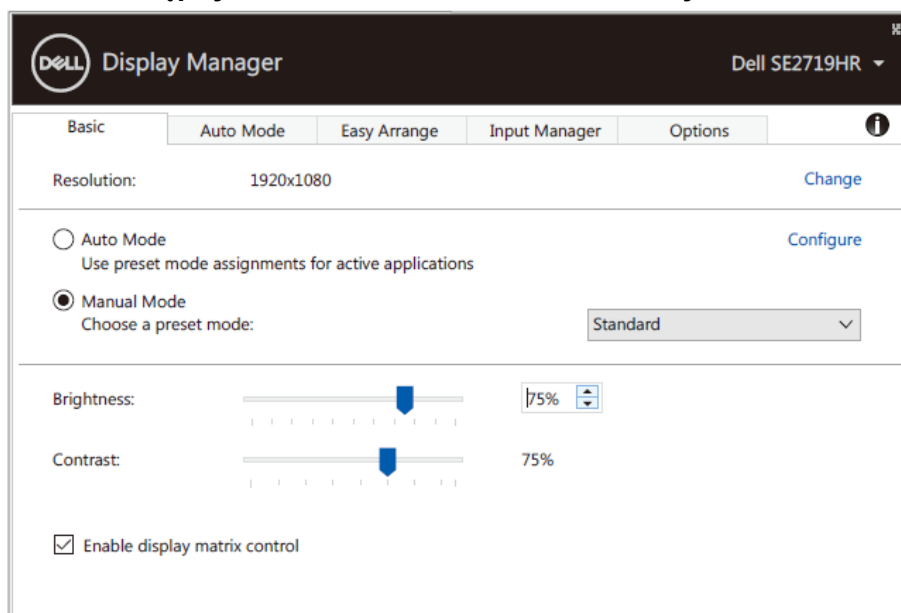 DELL Display Manager Dell SE2719HR
Basic Auto Mode Easy Arrange Input Manager Options
Resolution: 1920x1080 Change
Auto Mode Configure
Use preset mode assignments for active applications
Manual Mode
Choose a preset mode: Standard
Brightness: 75%
Contrast: 75%
Enable display matrix control